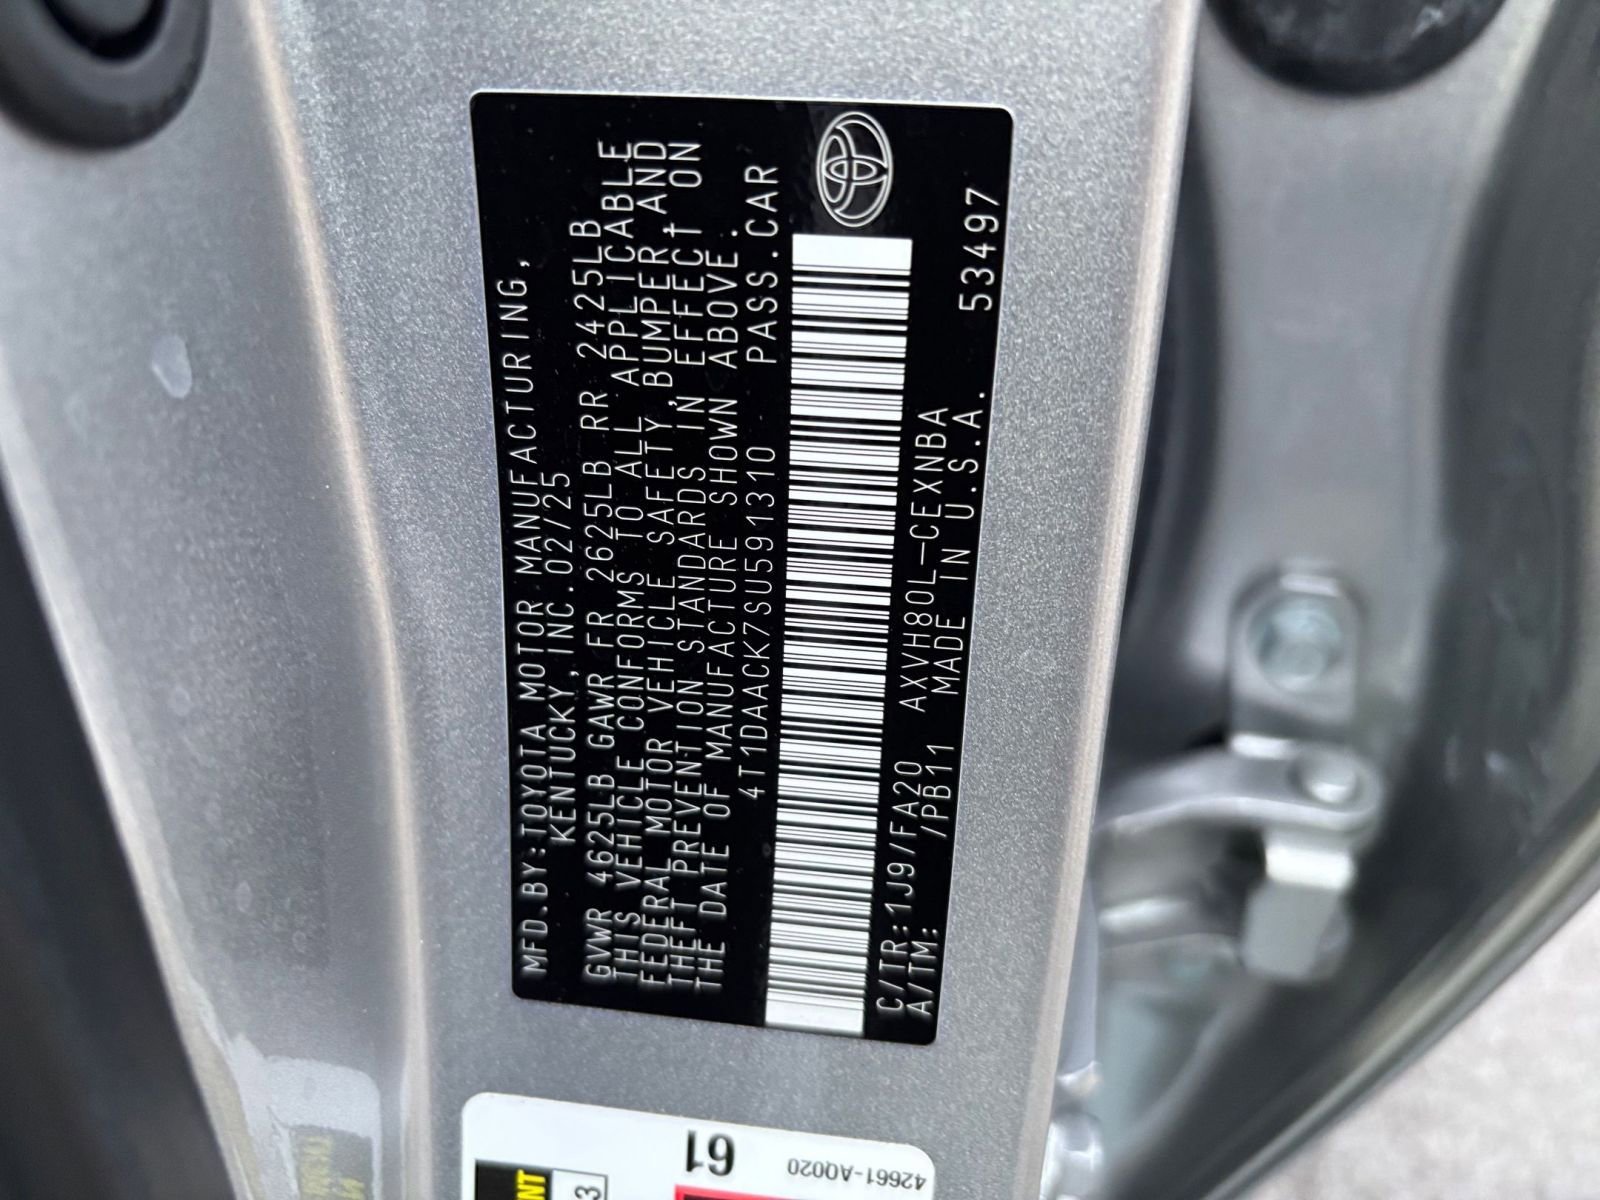 MFD.BY:TOYOTA MOTOR MANUFACTURING,
KENTUCKY,INC.02/25
GVWR 4625LB GAWR FR 2625LB RR 2425LB
THIS VEHICLE CONFORMS TO ALL APPLICABLE
FEDERAL MOTOR VEHICLE SAFETY,BUMPER,AND
THEFT PREVENTION STANDARDS IN EFFECT ON
THE DATE OF MANUFACTURE SHOWN ABOVE.
4T1DAACK7SU591310 PASS.CAR
C/TR:1J9/FA20 AXVH80L-CEXNBA
A/TM: /PB11 MADE IN U.S.A. 53497
61
42661-AQ020
3